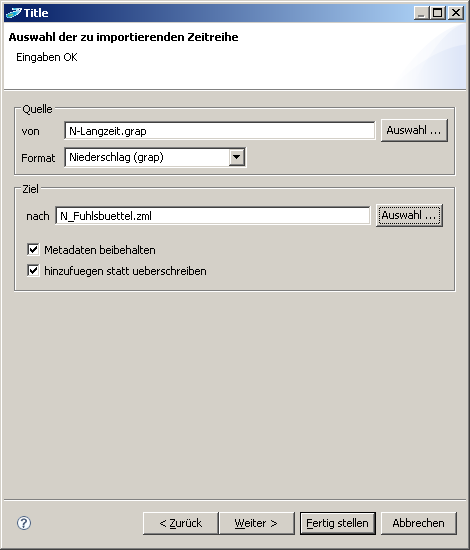 Title
Auswahl der zu importierenden Zeitreihe
Eingaben OK
Quelle
von N-Langzeit.grap Auswahl ...
Format Niederschlag (grap)
Ziel
nach N_Fuhlsbuettel.zml Auswahl ...
Metadaten beibehalten
hinzufuegen statt ueberschreiben
? < Zurück Weiter > Fertig stellen Abbrechen